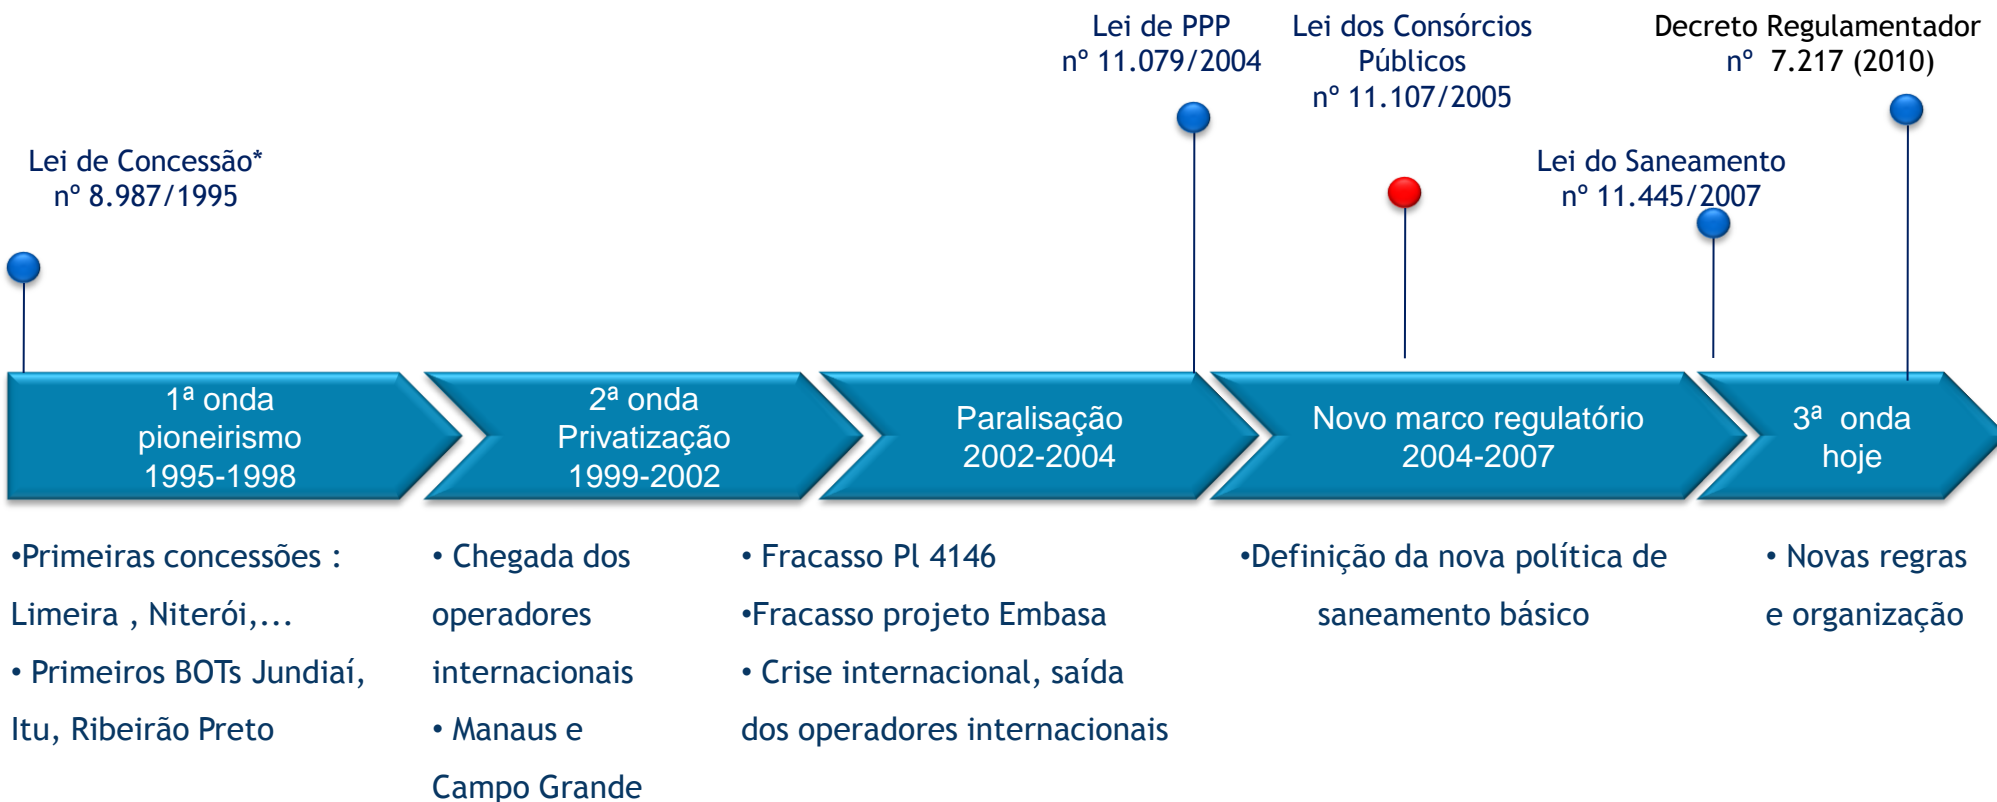 Lei de PPP
nº 11.079/2004
Lei dos Consórcios
Públicos
nº 11.107/2005
Decreto Regulamentador
nº 7.217 (2010)
Lei de Concessão*
nº 8.987/1995
Lei do Saneamento
nº 11.445/2007
1ª onda
pioneirismo
1995-1998
2ª onda
Privatização
1999-2002
Paralisação
2002-2004
Novo marco regulatório
2004-2007
3ª onda
hoje
•Primeiras concessões :
Limeira , Niterói,...
• Primeiros BOTs Jundiaí,
Itu, Ribeirão Preto
• Chegada dos
operadores
internacionais
• Manaus e
Campo Grande
• Fracasso Pl 4146
•Fracasso projeto Embasa
• Crise internacional, saída
dos operadores internacionais
•Definição da nova política de
saneamento básico
• Novas regras
e organização